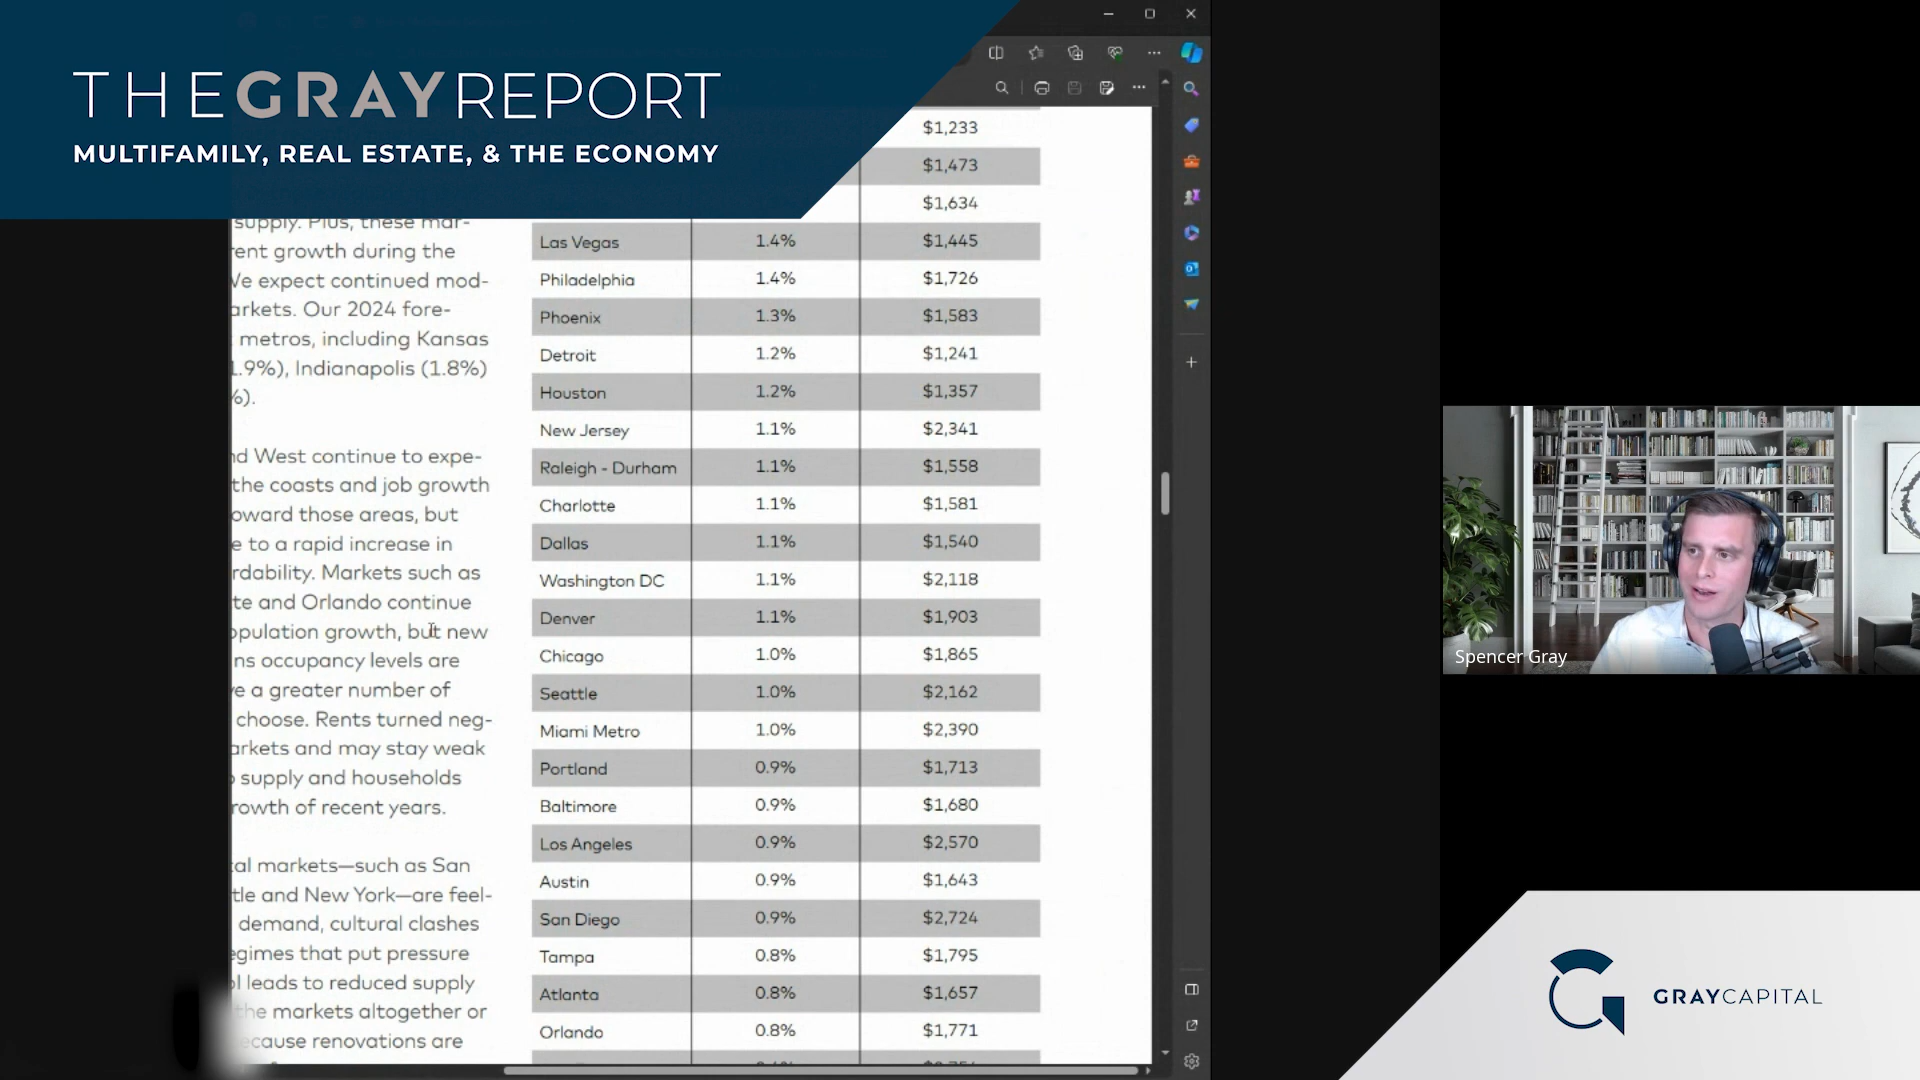 THEGRAYREPORT
MULTIFAMILY, REAL ESTATE, & THE ECONOMY
supply. Plus, these mar-
rent growth during the
We expect continued mod-
arkets. Our 2024 fore-
metros, including Kansas
1.9%), Indianapolis (1.8%)
%).
nd West continue to expe-
the coasts and job growth
oward those areas, but
e to a rapid increase in
rdability. Markets such as
te and Orlando continue
opulation growth, but new
ns occupancy levels are
ve a greater number of
choose. Rents turned neg-
arkets and may stay weak
supply and households
rowth of recent years.
al markets—such as San
tle and New York—are feel-
demand, cultural clashes
egimes that put pressure
ol leads to reduced supply
the markets altogether or
ecause renovations are
$1,233
$1,473
$1,634
Las Vegas 1.4% $1,445
Philadelphia 1.4% $1,726
Phoenix 1.3% $1,583
Detroit 1.2% $1,241
Houston 1.2% $1,357
New Jersey 1.1% $2,341
Raleigh - Durham 1.1% $1,558
Charlotte 1.1% $1,581
Dallas 1.1% $1,540
Washington DC 1.1% $2,118
Denver 1.1% $1,903
Chicago 1.0% $1,865
Seattle 1.0% $2,162
Miami Metro 1.0% $2,390
Portland 0.9% $1,713
Baltimore 0.9% $1,680
Los Angeles 0.9% $2,570
Austin 0.9% $1,643
San Diego 0.9% $2,724
Tampa 0.8% $1,795
Atlanta 0.8% $1,657
Orlando 0.8% $1,771
Spencer Gray
GRAYCAPITAL